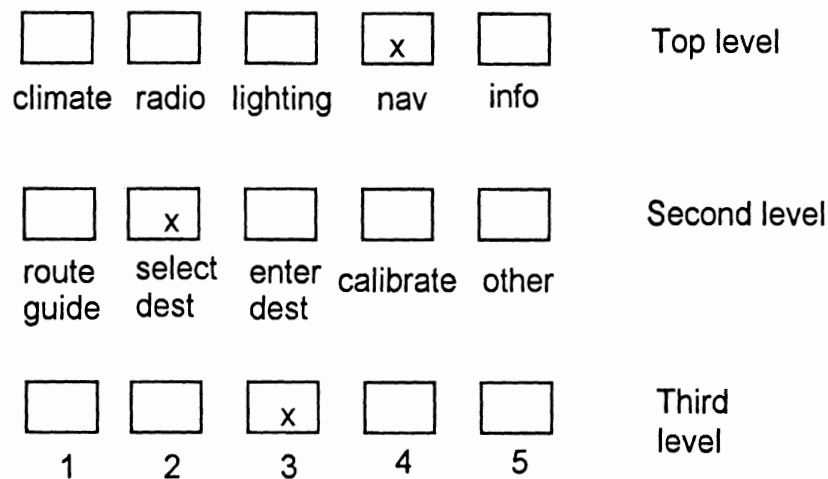 x
Top level
climate radio lighting nav info
x
Second level
route select enter calibrate other
guide dest dest
x
Third
level
1 2 3 4 5